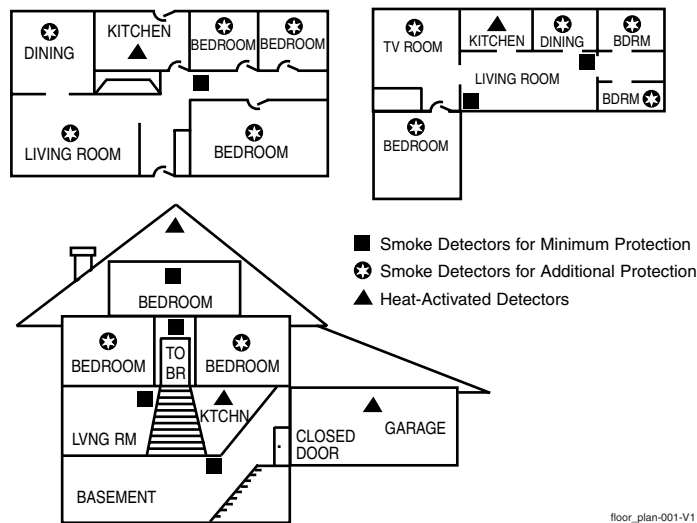 DINING
KITCHEN
BEDROOM
BEDROOM
LIVING ROOM
BEDROOM
TV ROOM
KITCHEN
DINING
BDRM
LIVING ROOM
BDRM
BEDROOM
Smoke Detectors for Minimum Protection
Smoke Detectors for Additional Protection
Heat-Activated Detectors
BEDROOM
BEDROOM
TO
BR
BEDROOM
LVNG RM
KTCHN
CLOSED
DOOR
GARAGE
BASEMENT
floor_plan-001-V1